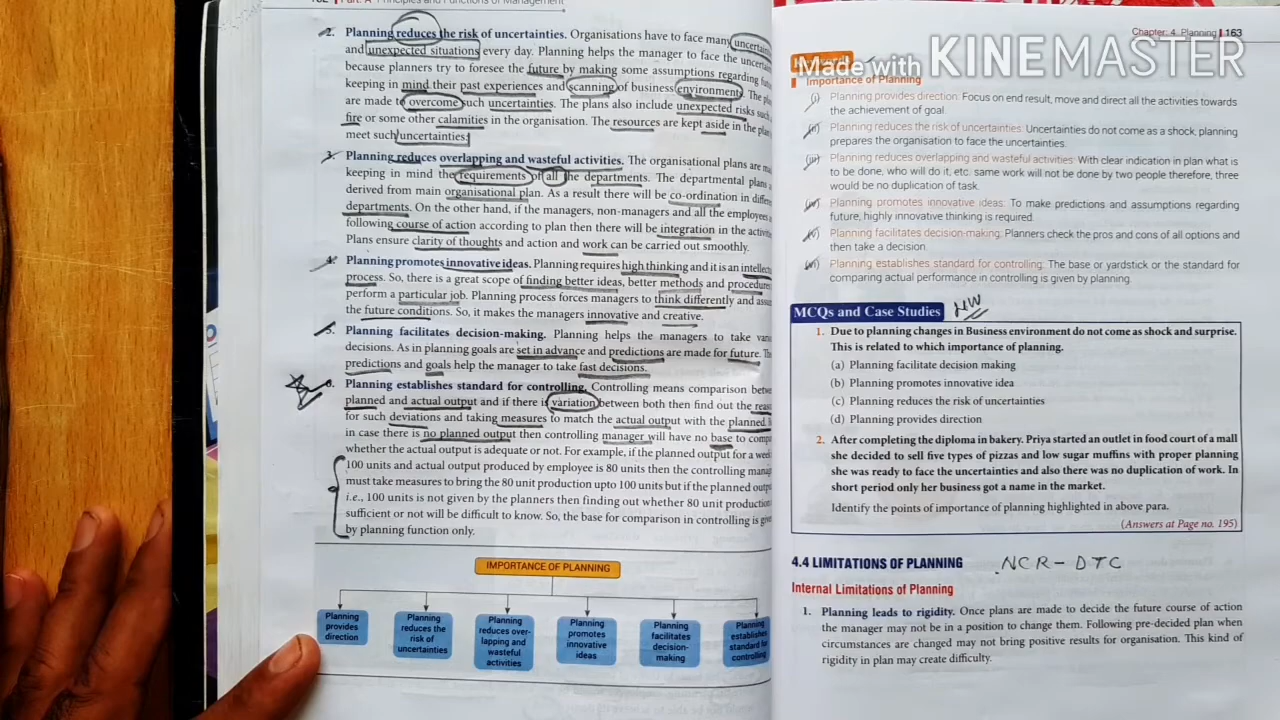 Part: A Principles and Functions of Management
2. Planning reduces the risk of uncertainties. Organisations have to face many
and unexpected situations every day. Planning helps the manager to face the
because planners try to foresee the future by making some assumptions regarding
keeping in mind their past experiences and scanning of business environment. The
are made to overcome such uncertainties. The plans also include unexpected risks such
fire or some other calamities in the organisation. The resources are kept aside in the
meet such uncertainties.
3. Planning reduces overlapping and wasteful activities. The organisational plans are
keeping in mind the requirements of all the departments. The departmental plans
derived from main organisational plan. As a result there will be co-ordination in
departments. On the other hand, if the managers, non-managers and all the employees
following course of action according to plan then there will be integration in the
Plans ensure clarity of thoughts and action and work can be carried out smoothly.
4. Planning promotes innovative ideas. Planning requires high thinking and it is an
process. So, there is a great scope of finding better ideas, better methods and procedures
perform a particular job. Planning process forces managers to think differently and
the future conditions. So, it makes the managers innovative and creative.
5. Planning facilitates decision-making. Planning helps the managers to take
decisions. As in planning goals are set in advance and predictions are made for future.
predictions and goals help the manager to take fast decisions.
6. Planning establishes standard for controlling. Controlling means comparison
planned and actual output and if there is variation between both then find out the
for such deviations and taking measures to match the actual output with the planned
in case there is no planned output then controlling manager will have no base to
whether the actual output is adequate or not. For example, if the planned output for a
100 units and actual output produced by employee is 80 units then the controlling
must take measures to bring the 80 unit production upto 100 units but if the planned
i.e., 100 units is not given by the planners then finding out whether 80 unit production
sufficient or not will be difficult to know. So, the base for comparison in controlling is
by planning function only.
IMPORTANCE OF PLANNING
Planning provides direction
Planning reduces the risk of uncertainties
Planning reduces over-lapping and wasteful activities
Planning promotes innovative ideas
Planning facilitates decision-making
Planning establishes standard for controlling
Chapter: 4 Planning 163
Made with KINEMASTER
Importance of Planning
(i) Planning provides direction: Focus on end result, move and direct all the activities towards
the achievement of goal.
(ii) Planning reduces the risk of uncertainties: Uncertainties do not come as a shock, planning
prepares the organisation to face the uncertainties.
(iii) Planning reduces overlapping and wasteful activities: With clear indication in plan what is
to be done, who will do it, etc. same work will not be done by two people therefore, three
would be no duplication of task.
(iv) Planning promotes innovative ideas: To make predictions and assumptions regarding
future, highly innovative thinking is required.
(v) Planning facilitates decision-making: Planners check the pros and cons of all options and
then take a decision.
(vi) Planning establishes standard for controlling: The base or yardstick or the standard for
comparing actual performance in controlling is given by planning.
MCQs and Case Studies HW
1. Due to planning changes in Business environment do not come as shock and surprise.
This is related to which importance of planning.
(a) Planning facilitate decision making
(b) Planning promotes innovative idea
(c) Planning reduces the risk of uncertainties
(d) Planning provides direction
2. After completing the diploma in bakery. Priya started an outlet in food court of a mall
she decided to sell five types of pizzas and low sugar muffins with proper planning
she was ready to face the uncertainties and also there was no duplication of work. In
short period only her business got a name in the market.
Identify the points of importance of planning highlighted in above para.
(Answers at Page no. 195)
4.4 LIMITATIONS OF PLANNING NCR - DTC
Internal Limitations of Planning
1. Planning leads to rigidity. Once plans are made to decide the future course of action
the manager may not be in a position to change them. Following pre-decided plan when
circumstances are changed may not bring positive results for organisation. This kind of
rigidity in plan may create difficulty.